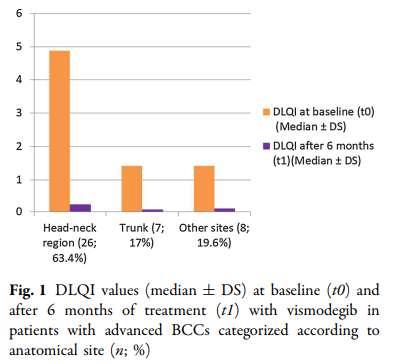 6
5
4
3
2
1
0
Head-neck
region (26;
63.4%)
Trunk (7;
17%)
Other sites (8;
19.6%)
DLQI at baseline (t0)
(Median ± DS)
DLQI after 6 months
(t1)(Median ± DS)
Fig. 1 DLQI values (median ± DS) at baseline (t0) and
after 6 months of treatment (t1) with vismodegib in
patients with advanced BCCs categorized according to
anatomical site (n; %)